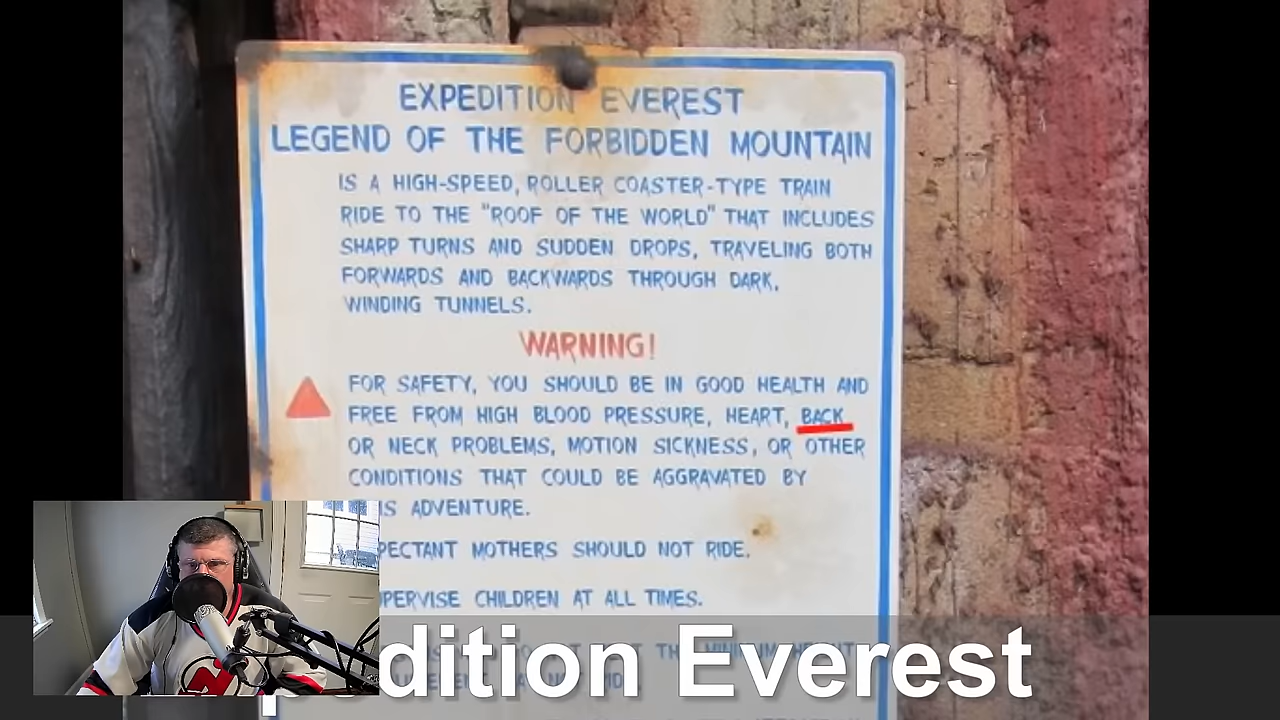 EXPEDITION EVEREST
LEGEND OF THE FORBIDDEN MOUNTAIN
IS A HIGH-SPEED, ROLLER COASTER-TYPE TRAIN
RIDE TO THE "ROOF OF THE WORLD" THAT INCLUDES
SHARP TURNS AND SUDDEN DROPS, TRAVELING BOTH
FORWARDS AND BACKWARDS THROUGH DARK,
WINDING TUNNELS.
WARNING!
FOR SAFETY, YOU SHOULD BE IN GOOD HEALTH AND
FREE FROM HIGH BLOOD PRESSURE, HEART, BACK
OR NECK PROBLEMS, MOTION SICKNESS, OR OTHER
CONDITIONS THAT COULD BE AGGRAVATED BY
IS ADVENTURE.
PECTANT MOTHERS SHOULD NOT RIDE.
PERVISE CHILDREN AT ALL TIMES.
dition Everest